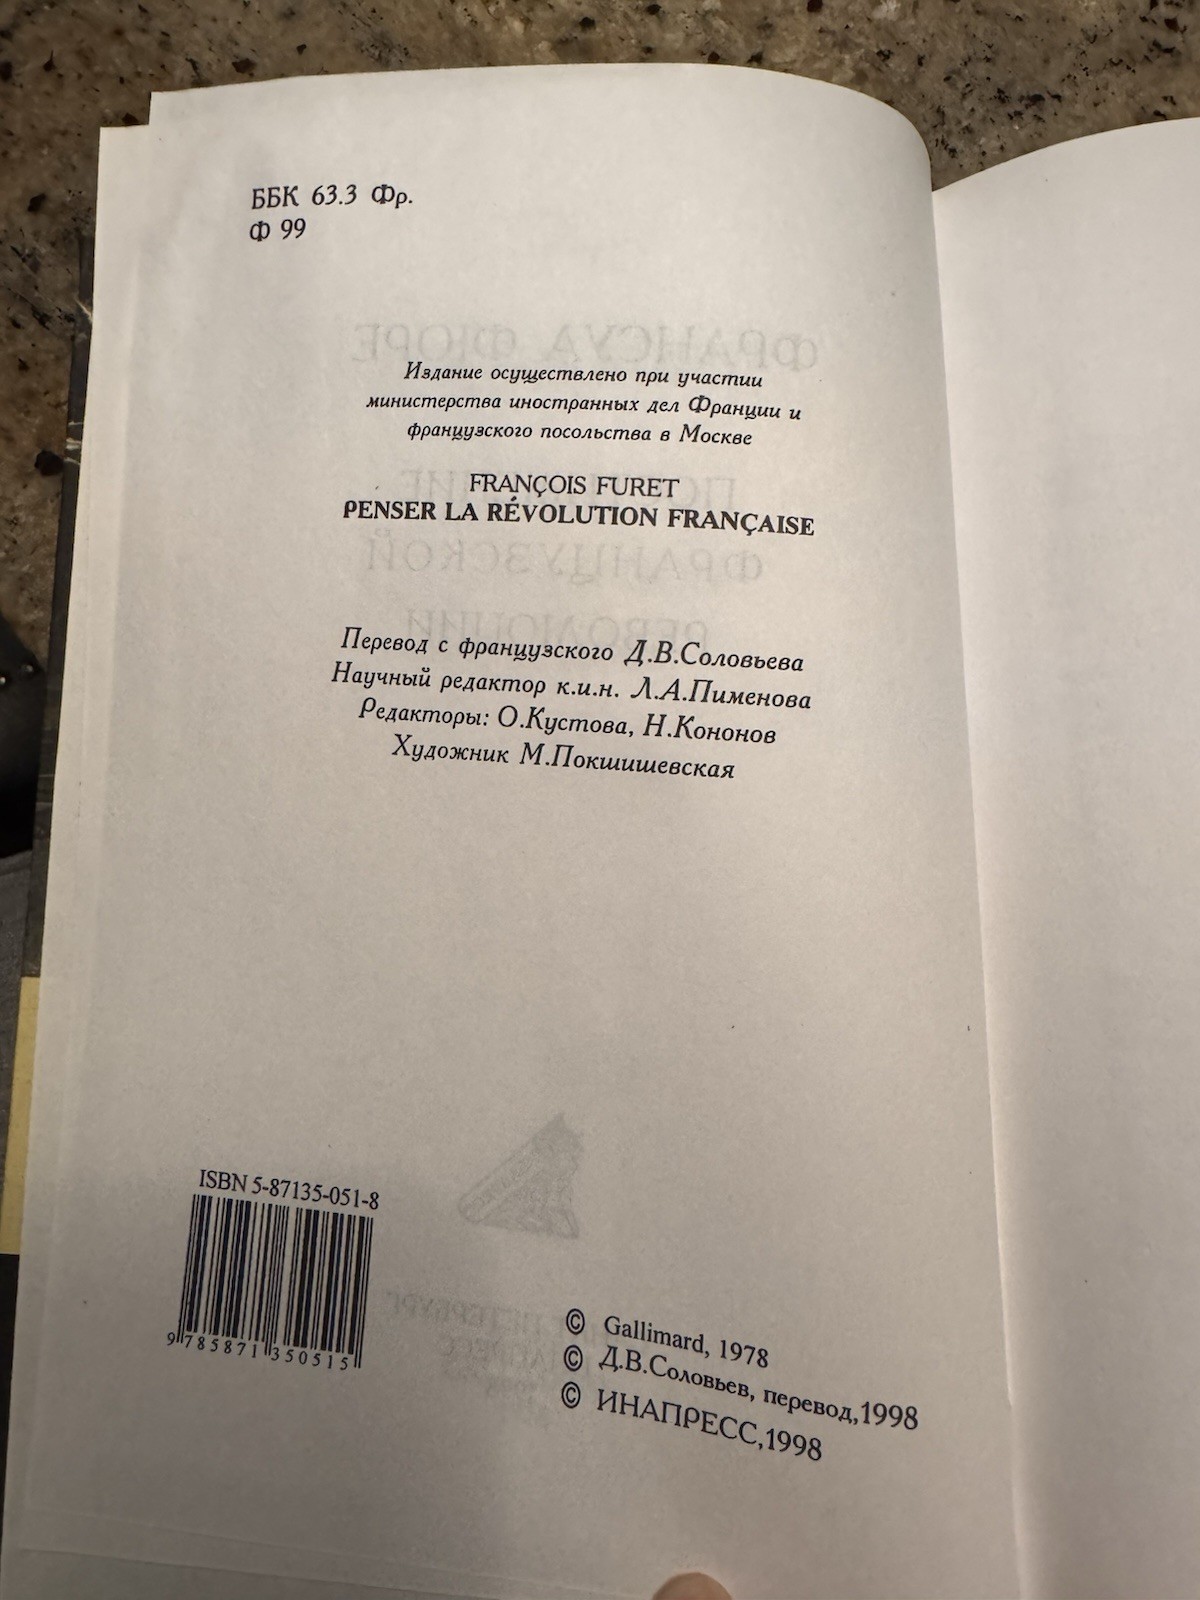 ББК 63.3 Фр.
Ф 99
Издание осуществлено при участии
министерства иностранных дел Франции и
французского посольства в Москве
FRANÇOIS FURET
PENSER LA RÉVOLUTION FRANÇAISE
Перевод с французского Д.В.Соловьева
Научный редактор к.и.н. Л.А.Пименова
Редакторы: О.Кустова, Н.Кононов
Художник М.Покшишевская
ISBN 5-87135-051-8
9 785871 350515
© Gallimard, 1978
© Д.В.Соловьев, перевод,1998
© ИНАПРЕСС,1998